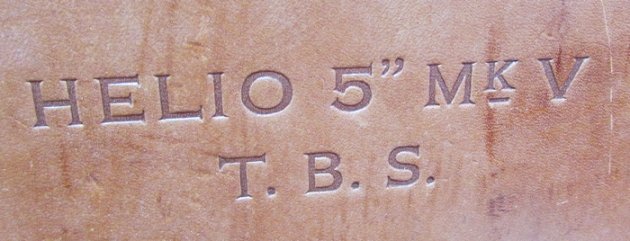 HELIO 5" MK V
T. B. S.